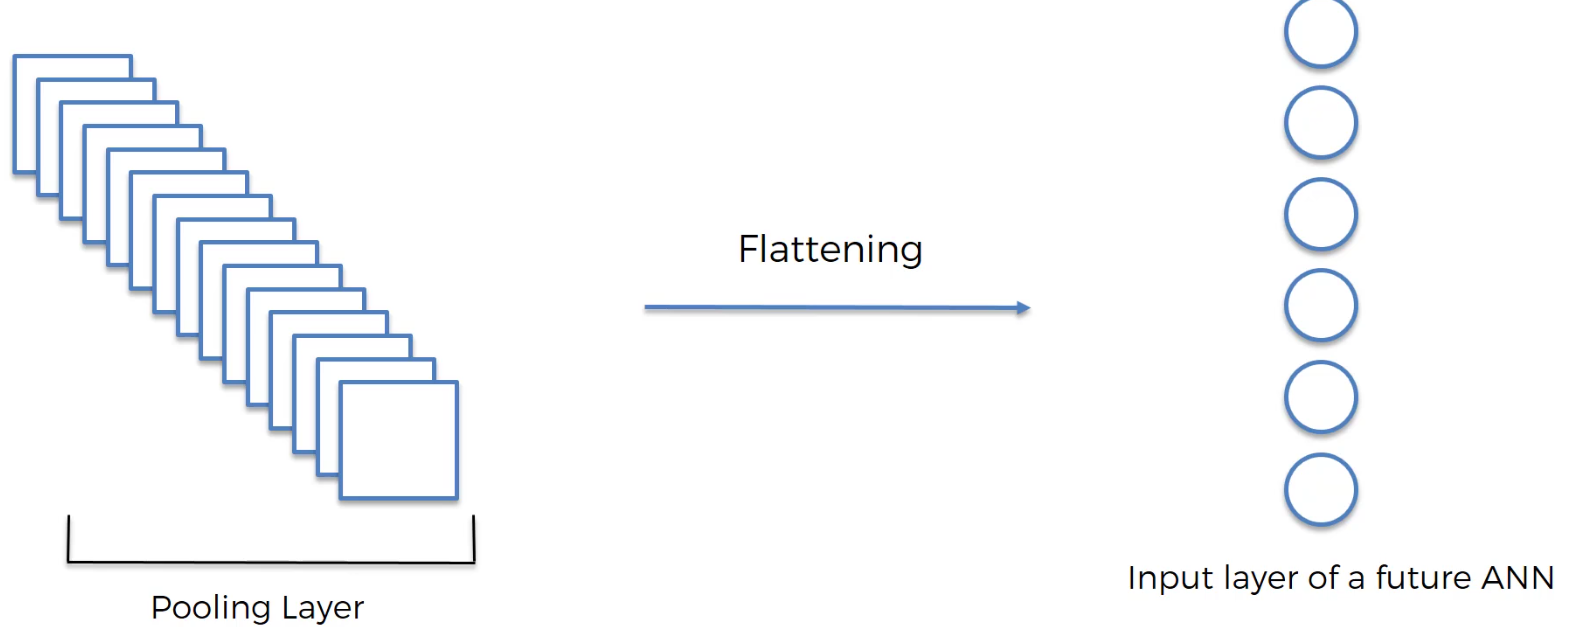 Flattening
Pooling Layer
Input layer of a future ANN